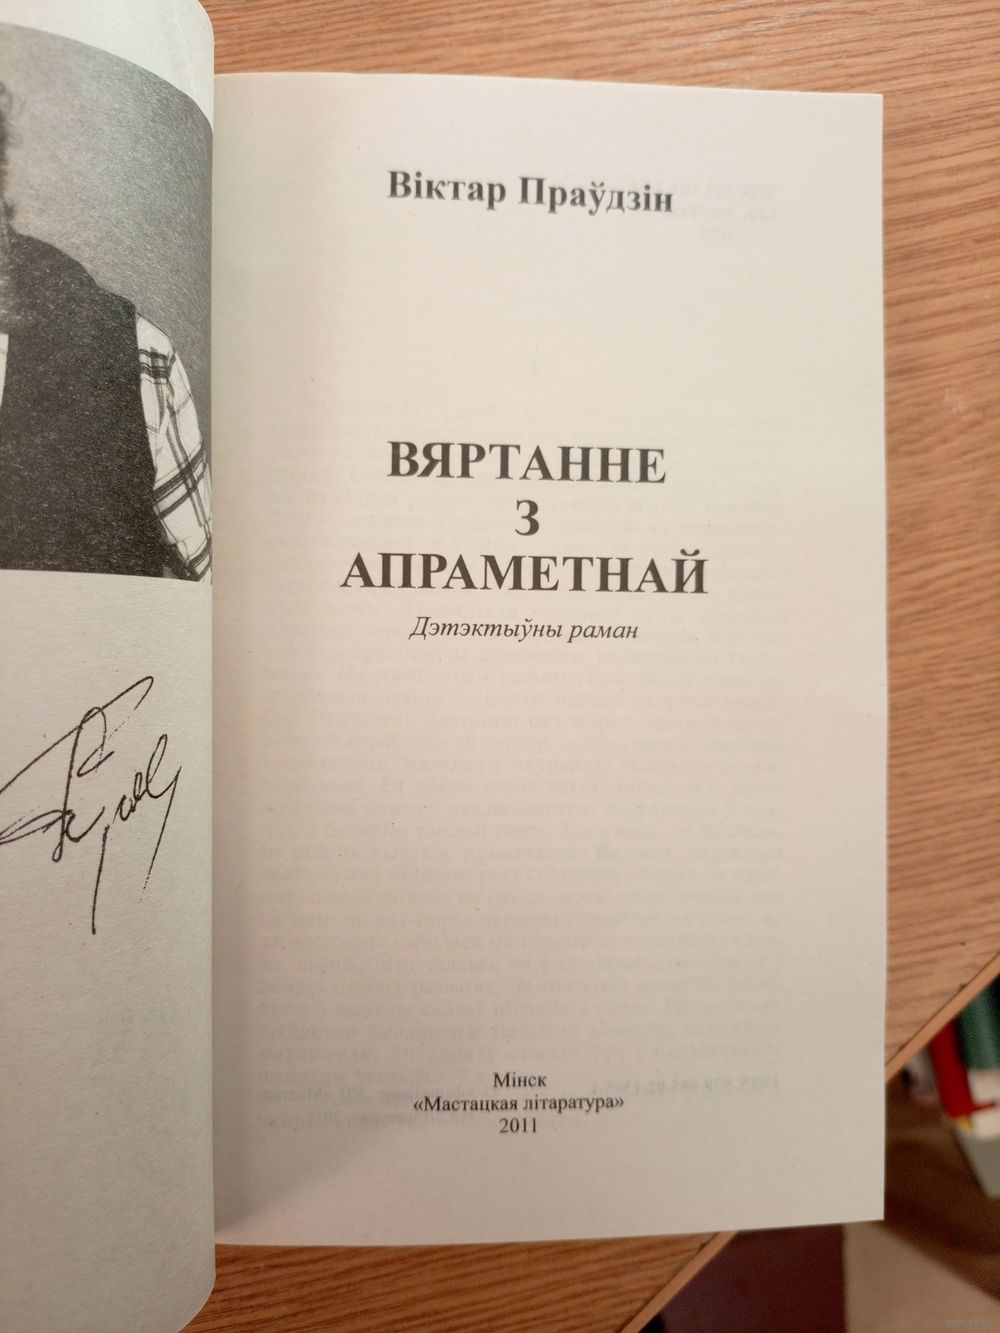 Віктар Праўдзін
ВЯРТАННЕ
З
АПРАМЕТНАЙ
Дэтэктыўны раман
Мінск
«Мастацкая літаратура»
2011